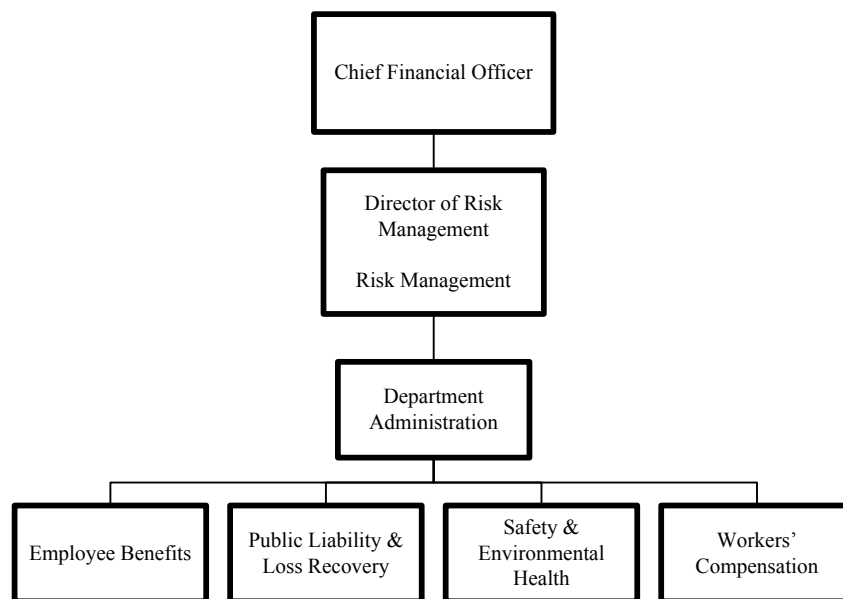 Chief Financial Officer
Director of Risk
Management
Risk Management
Department
Administration
Employee Benefits
Public Liability &
Loss Recovery
Safety &
Environmental
Health
Workers’
Compensation